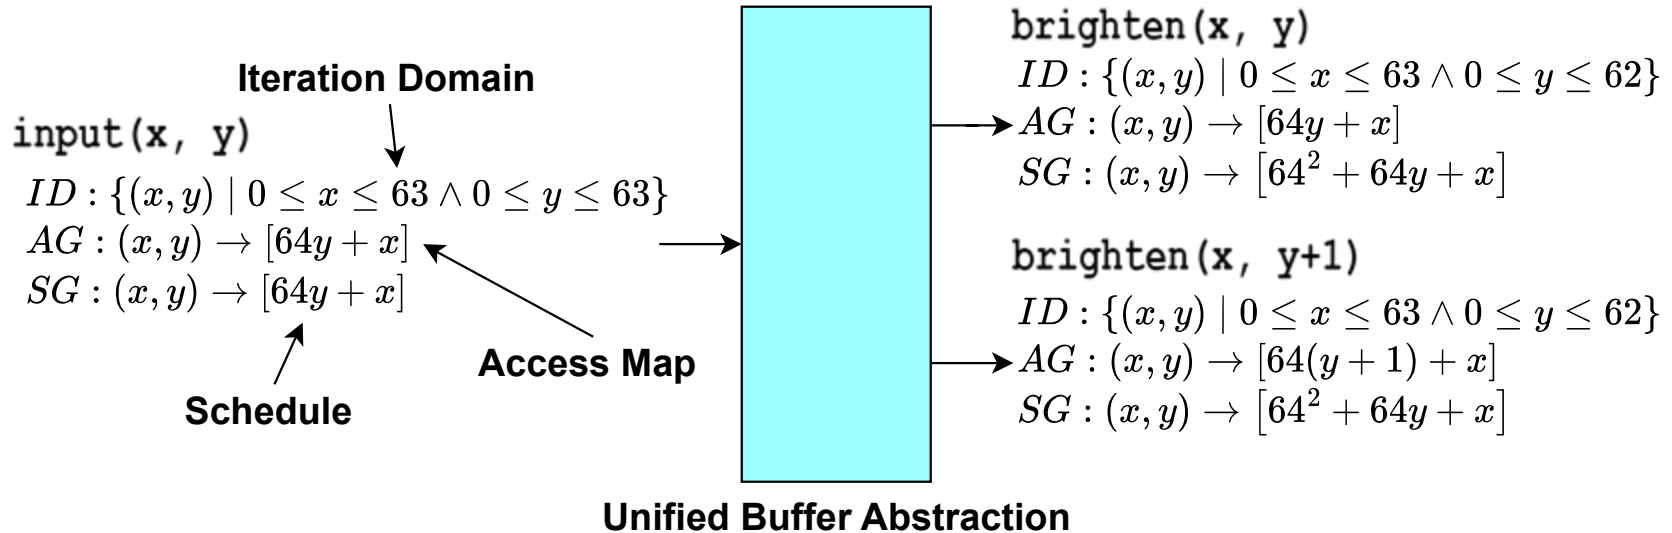 Iteration Domain
input(x, y)
ID : {(x, y) | 0 ≤ x ≤ 63 ∧ 0 ≤ y ≤ 63}
AG : (x, y) → [64y + x]
SG : (x, y) → [64y + x]
Access Map
Schedule
brighten(x, y)
ID : {(x, y) | 0 ≤ x ≤ 63 ∧ 0 ≤ y ≤ 62}
AG : (x, y) → [64y + x]
SG : (x, y) → [64² + 64y + x]
brighten(x, y+1)
ID : {(x, y) | 0 ≤ x ≤ 63 ∧ 0 ≤ y ≤ 62}
AG : (x, y) → [64(y + 1) + x]
SG : (x, y) → [64² + 64y + x]
Unified Buffer Abstraction